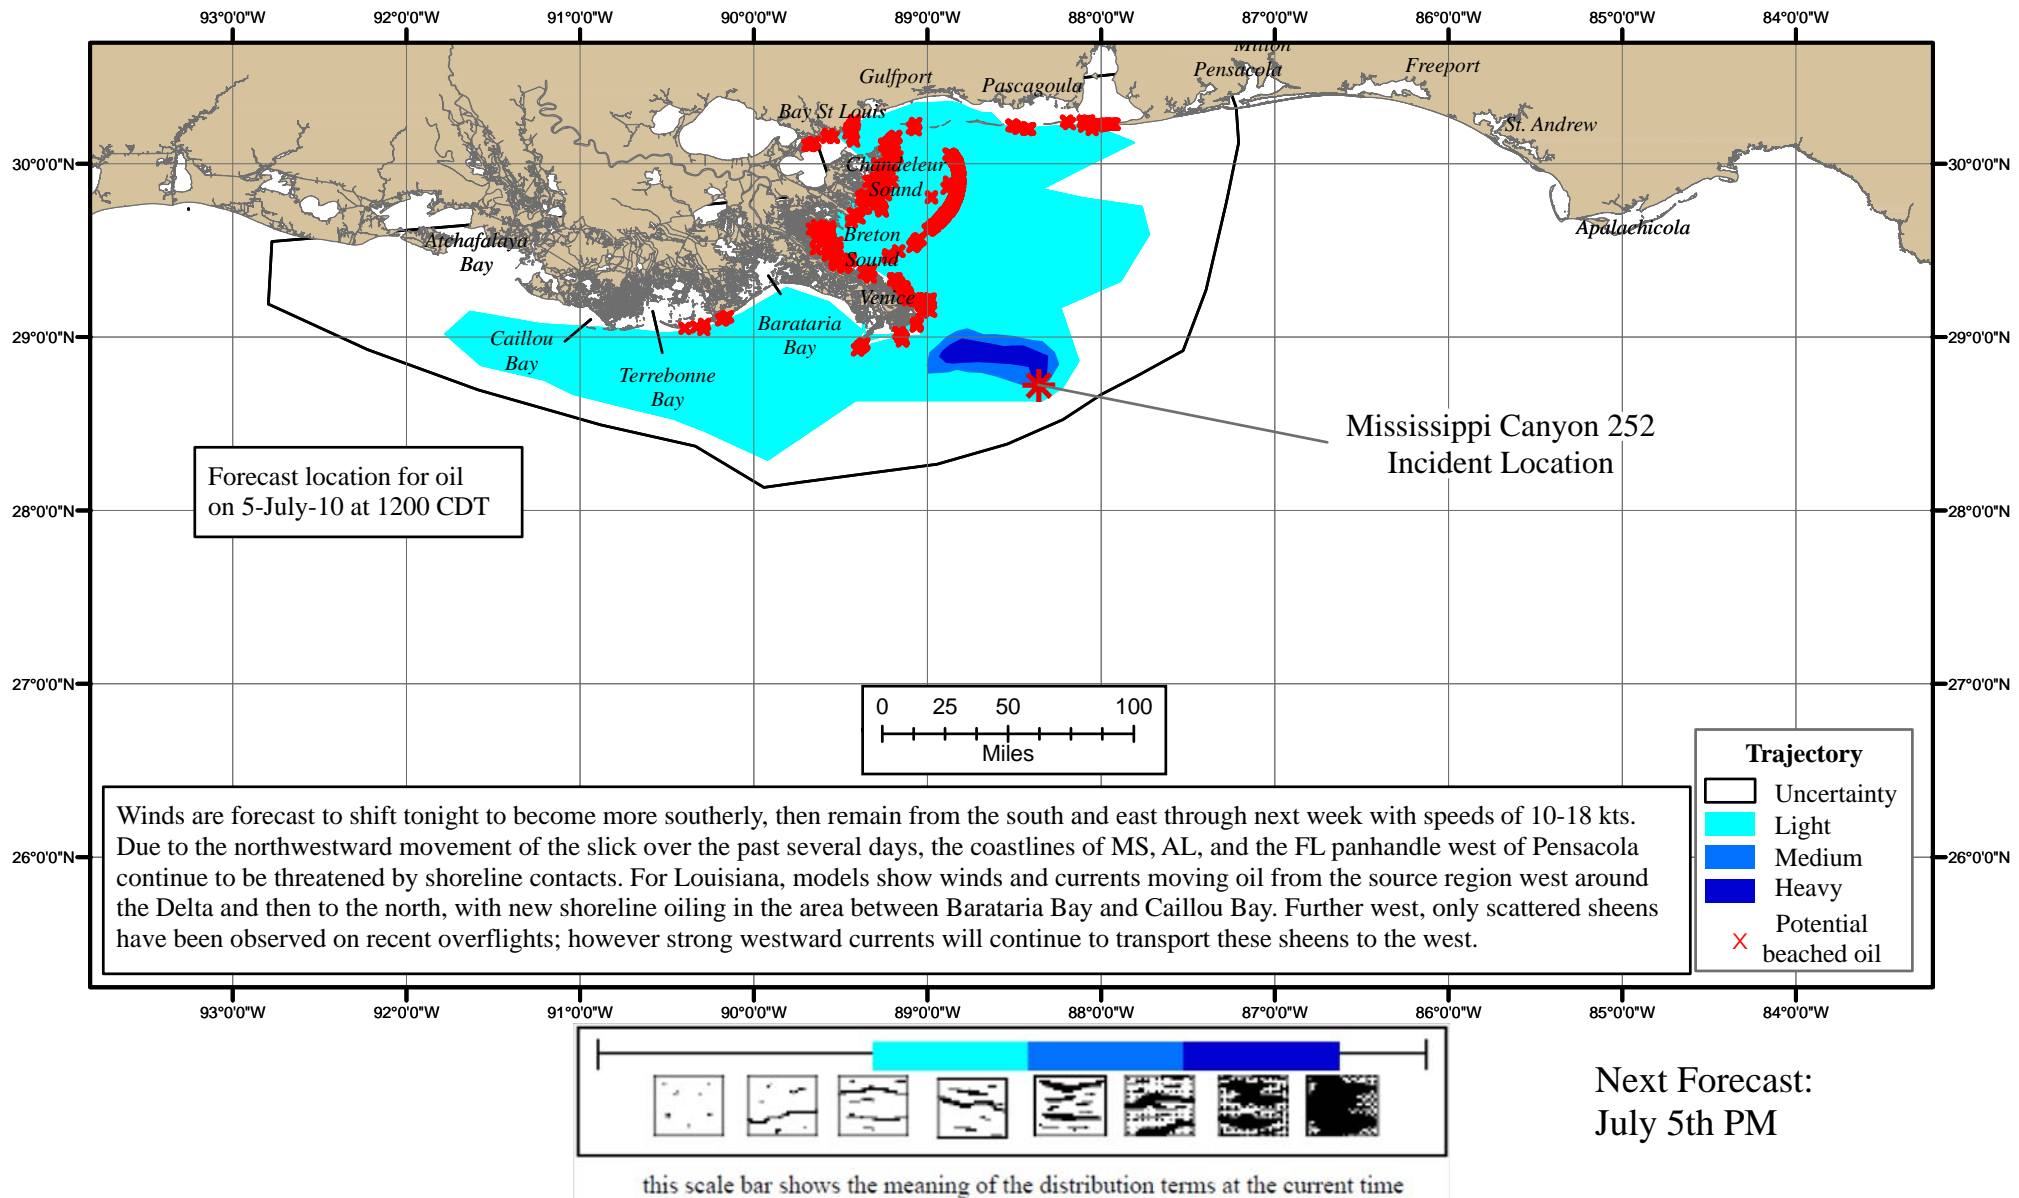 93°0'0"W 92°0'0"W 91°0'0"W 90°0'0"W 89°0'0"W 88°0'0"W 87°0'0"W 86°0'0"W 85°0'0"W 84°0'0"W
Milton
Gulfport
Pascagoula
Pensacola
Freeport
Bay St Louis
St. Andrew
30°0'0"N 30°0'0"N
Chandeleur
Sound
Apalachicola
Breton
Sound
Atchafalaya
Bay
Venice
29°0'0"N 29°0'0"N
Caillou
Bay
Barataria
Bay
Terrebonne
Bay
Mississippi Canyon 252
Incident Location
Forecast location for oil
on 5-July-10 at 1200 CDT
28°0'0"N 28°0'0"N
27°0'0"N 27°0'0"N
0 25 50 100
Miles
Trajectory
Uncertainty
Light
Medium
Heavy
Potential
beached oil
Winds are forecast to shift tonight to become more southerly, then remain from the south and east through next week with speeds of 10-18 kts.
Due to the northwestward movement of the slick over the past several days, the coastlines of MS, AL, and the FL panhandle west of Pensacola
continue to be threatened by shoreline contacts. For Louisiana, models show winds and currents moving oil from the source region west around
the Delta and then to the north, with new shoreline oiling in the area between Barataria Bay and Caillou Bay. Further west, only scattered sheens
have been observed on recent overflights; however strong westward currents will continue to transport these sheens to the west.
26°0'0"N 26°0'0"N
93°0'0"W 92°0'0"W 91°0'0"W 90°0'0"W 89°0'0"W 88°0'0"W 87°0'0"W 86°0'0"W 85°0'0"W 84°0'0"W
Next Forecast:
July 5th PM
this scale bar shows the meaning of the distribution terms at the current time